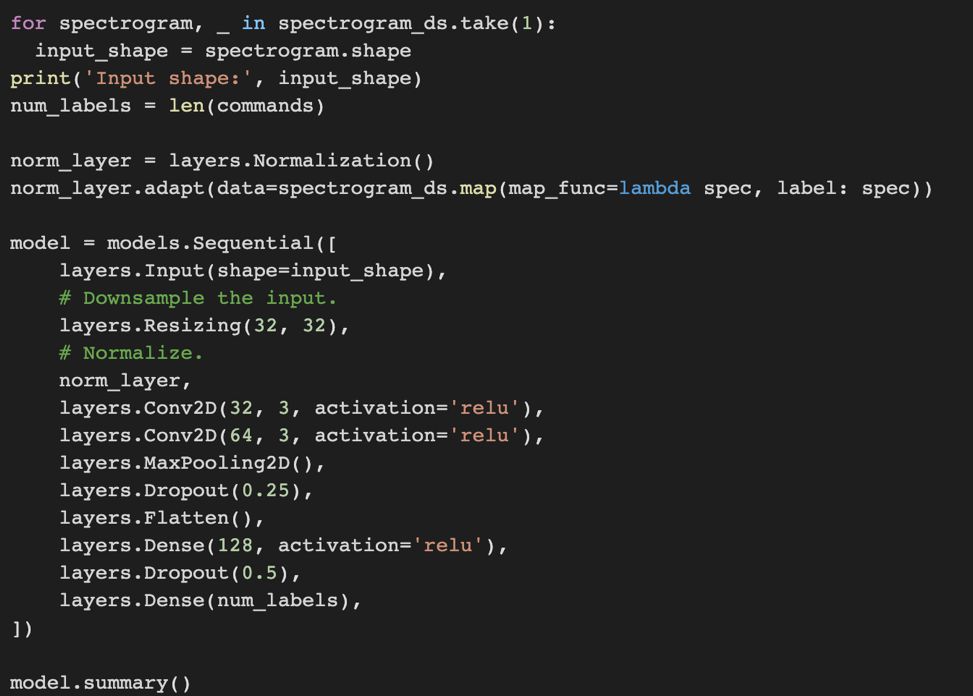 for spectrogram, _ in spectrogram_ds.take(1):
  input_shape = spectrogram.shape
print('Input shape:', input_shape)
num_labels = len(commands)

norm_layer = layers.Normalization()
norm_layer.adapt(data=spectrogram_ds.map(map_func=lambda spec, label: spec))

model = models.Sequential([
    layers.Input(shape=input_shape),
    # Downsample the input.
    layers.Resizing(32, 32),
    # Normalize.
    norm_layer,
    layers.Conv2D(32, 3, activation='relu'),
    layers.Conv2D(64, 3, activation='relu'),
    layers.MaxPooling2D(),
    layers.Dropout(0.25),
    layers.Flatten(),
    layers.Dense(128, activation='relu'),
    layers.Dropout(0.5),
    layers.Dense(num_labels),
])

model.summary()